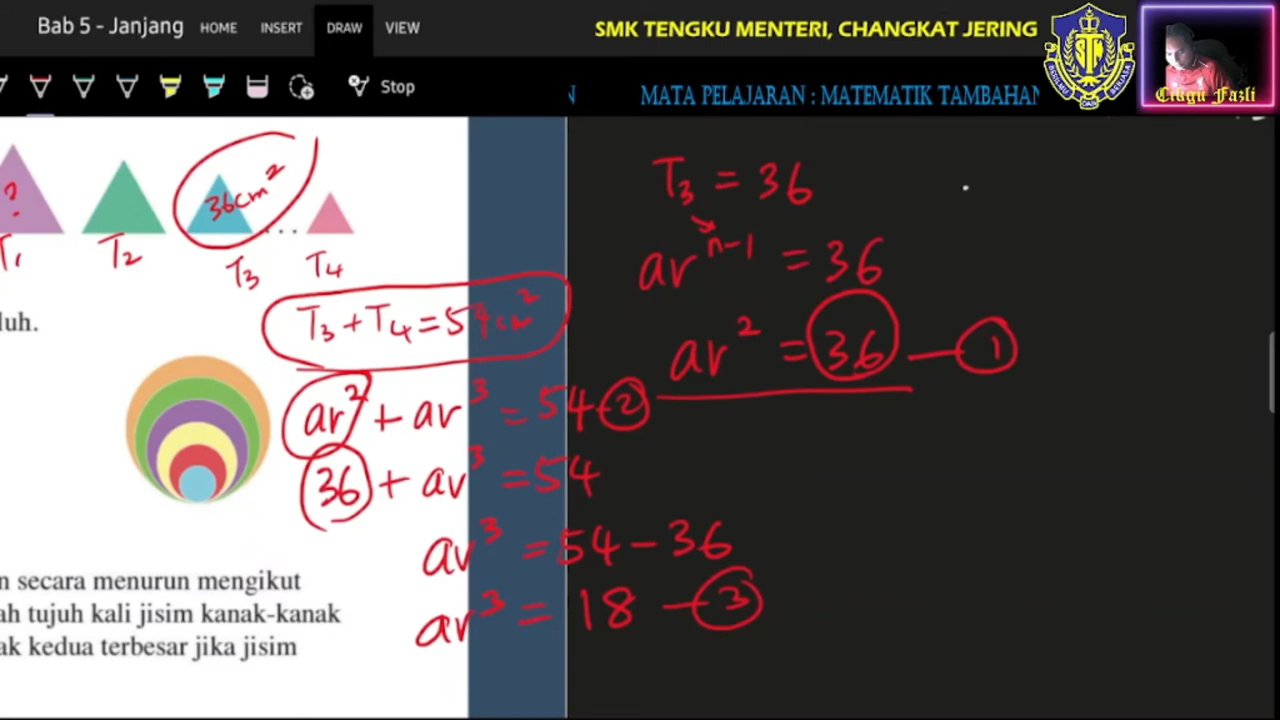 Bab 5 - Janjang
HOME INSERT DRAW VIEW
SMK TENGKU MENTERI, CHANGKAT JERING
Stop
N MATA PELAJARAN : MATEMATIK TAMBAHAN
Cikgu Fazli
?
36cm²
T₁ T₂ T₃ T₄
luh.
T₃ + T₄ = 54cm²
ar² + ar³ = 54 - ②
36 + ar³ = 54
ar³ = 54 - 36
ar³ = 18 - ③
T₃ = 36
arⁿ⁻¹ = 36
ar² = 36 - ①
n secara menurun mengikut
ah tujuh kali jisim kanak-kanak
ak kedua terbesar jika jisim